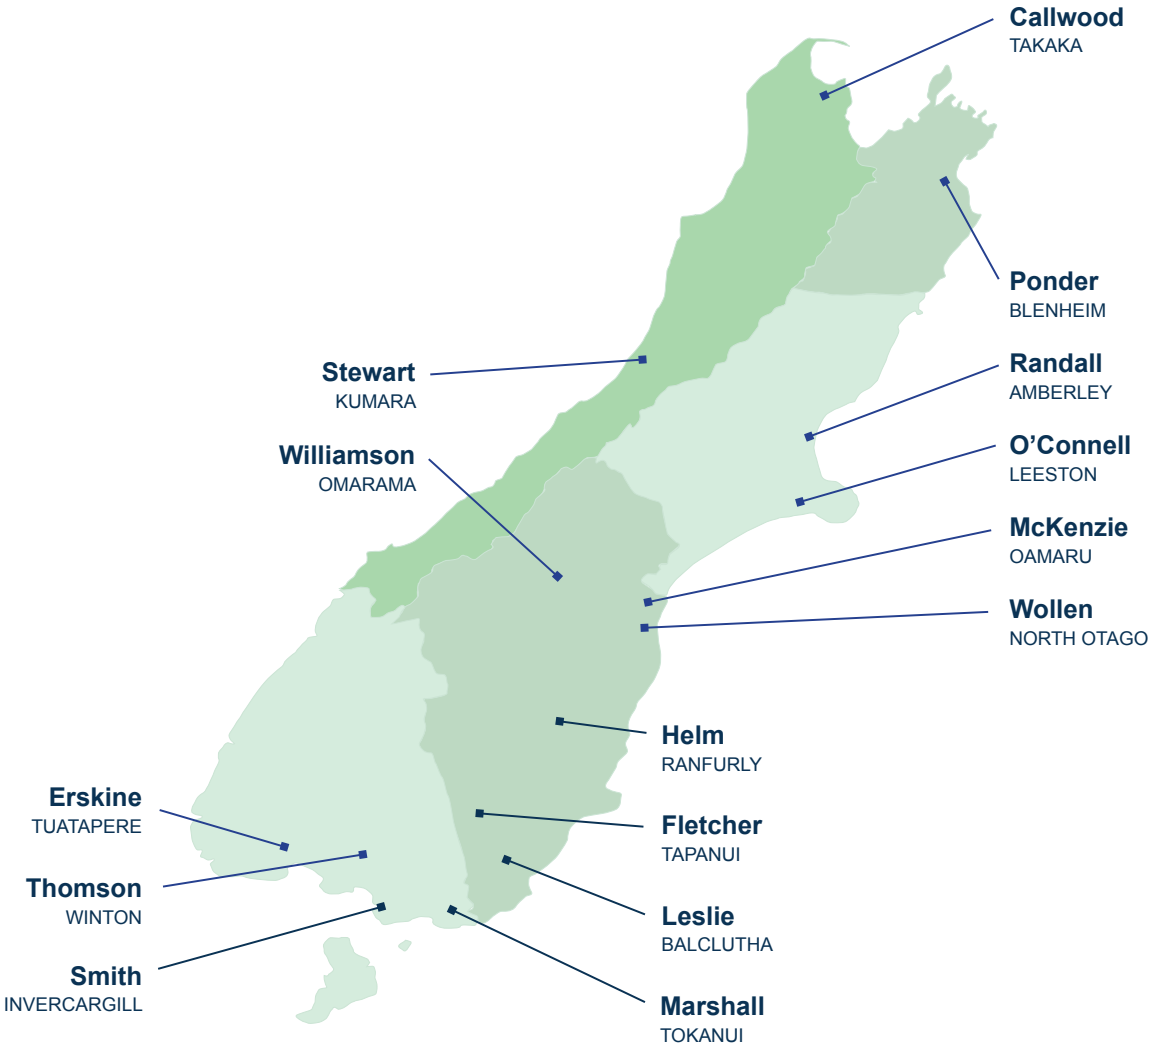 Callwood
TAKAKA
Ponder
BLENHEIM
Randall
AMBERLEY
Stewart
KUMARA
O’Connell
LEESTON
Williamson
OMARAMA
McKenzie
OAMARU
Wollen
NORTH OTAGO
Helm
RANFURLY
Erskine
TUATAPERE
Fletcher
TAPANUI
Thomson
WINTON
Leslie
BALCLUTHA
Smith
INVERCARGILL
Marshall
TOKANUI